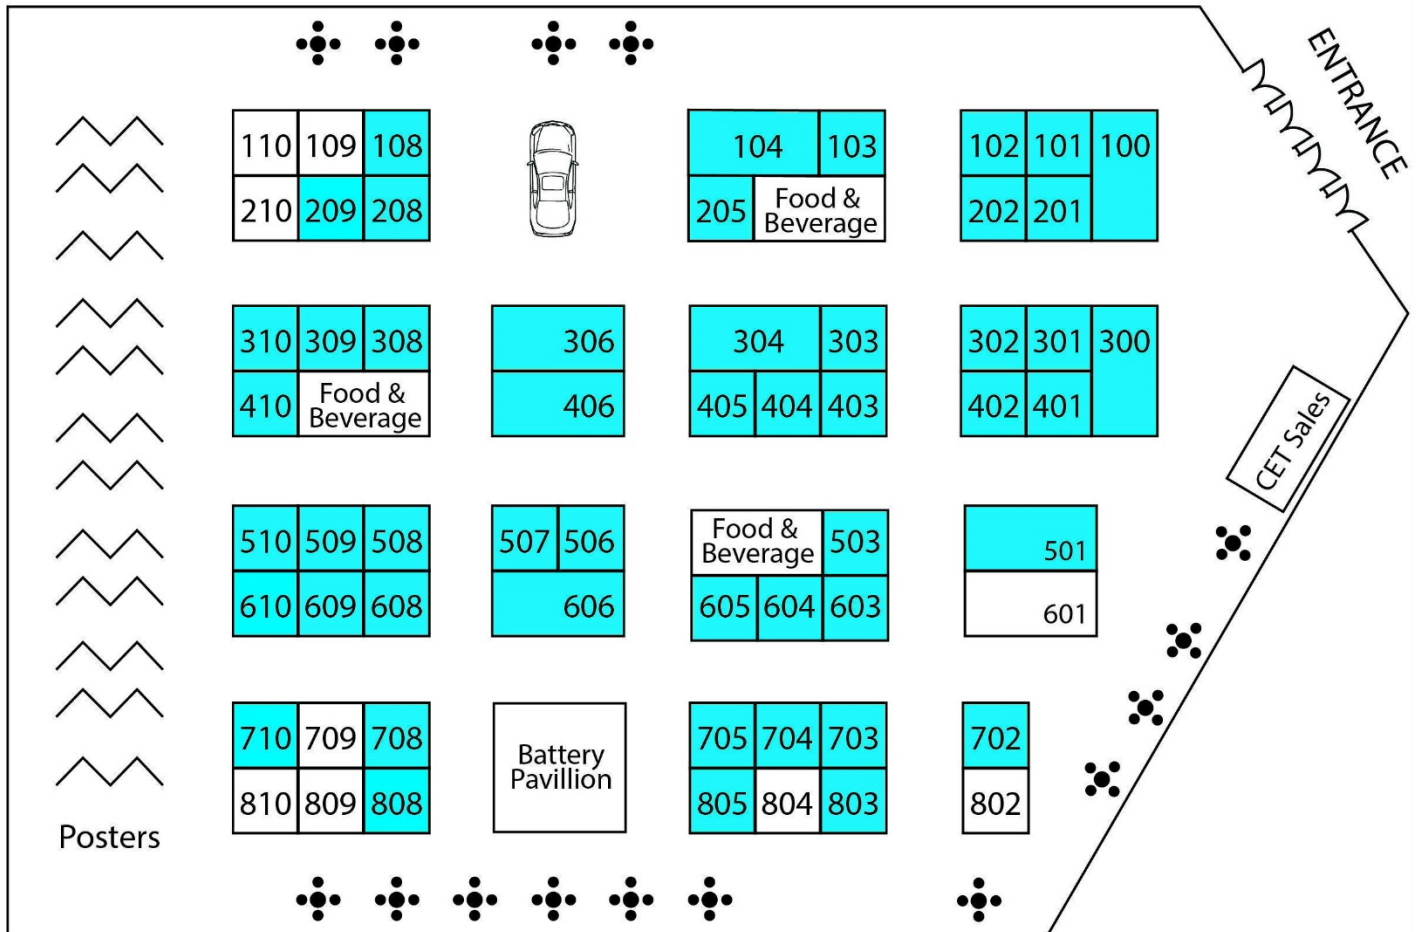 ENTRANCE
110 109 108
104 103
102 101 100
210 209 208
205 Food &
Beverage
202 201
310 309 308
306
304 303
302 301 300
410 Food &
Beverage
406
405 404 403
402 401
CET Sales
510 509 508
507 506
Food &
Beverage 503
501
610 609 608
606
605 604 603
601
710 709 708
Battery
Pavillion
705 704 703
702
810 809 808
805 804 803
802
Posters